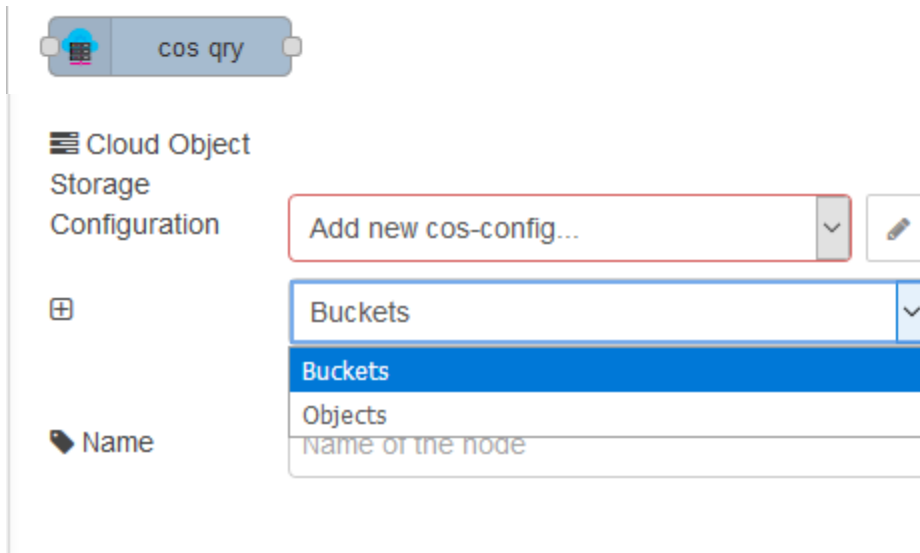 cos qry
Cloud Object
Storage
Configuration
Add new cos-config...
Buckets
Buckets
Objects
Name
Name of the node